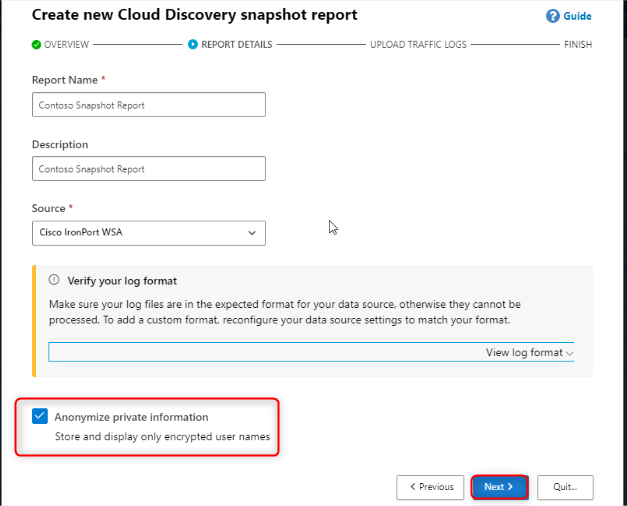 Create new Cloud Discovery snapshot report
? Guide
OVERVIEW REPORT DETAILS UPLOAD TRAFFIC LOGS FINISH
Report Name *
Contoso Snapshot Report
Description
Contoso Snapshot Report
Source *
Cisco IronPort WSA
Verify your log format
Make sure your log files are in the expected format for your data source, otherwise they cannot be
processed. To add a custom format, reconfigure your data source settings to match your format.
View log format
Anonymize private information
Store and display only encrypted user names
Previous Next Quit...